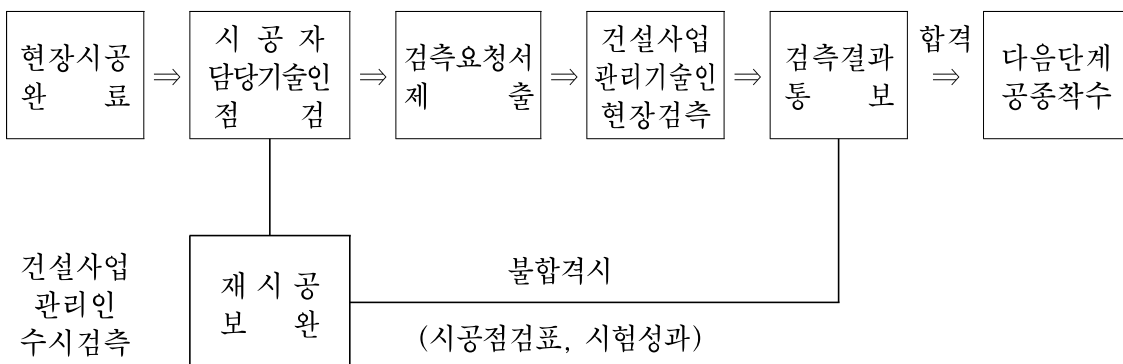 현장시공
완 료
⇒
시 공 자
담당기술인
점 검
⇒
검측요청서
제 출
⇒
건설사업
관리기술인
현장검측
⇒
검측결과
통 보
합격
⇒
다음단계
공종착수
건설사업
관리인
수시검측
재 시 공
보 완
불합격시
(시공점검표, 시험성과)